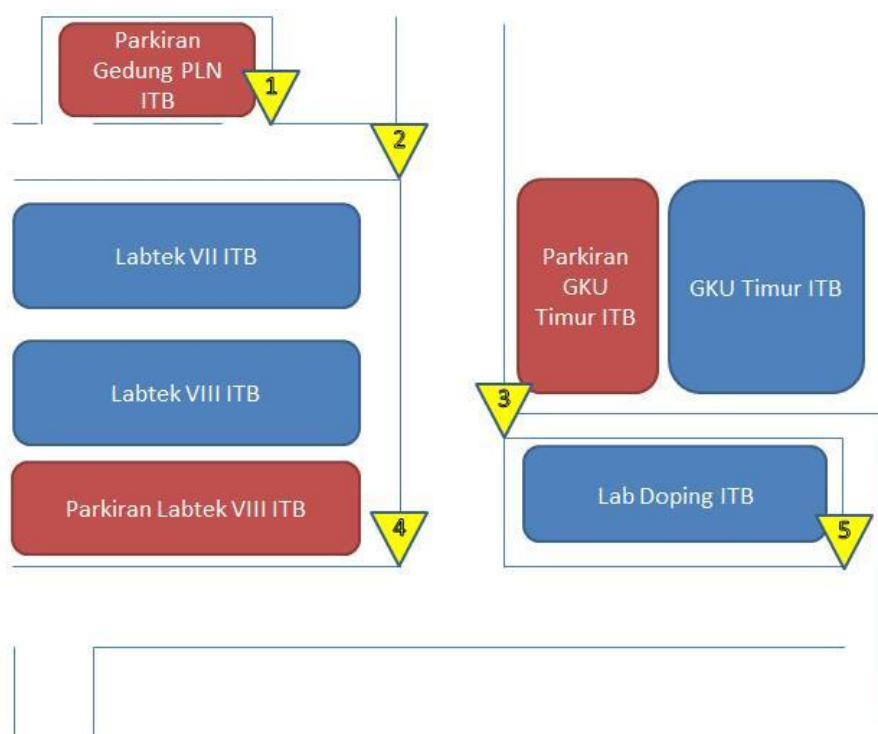 Parkiran
Gedung PLN
ITB
1
2
Labtek VII ITB
Parkiran
GKU
Timur ITB
GKU Timur ITB
Labtek VIII ITB
3
Parkiran Labtek VIII ITB
4
Lab Doping ITB
5